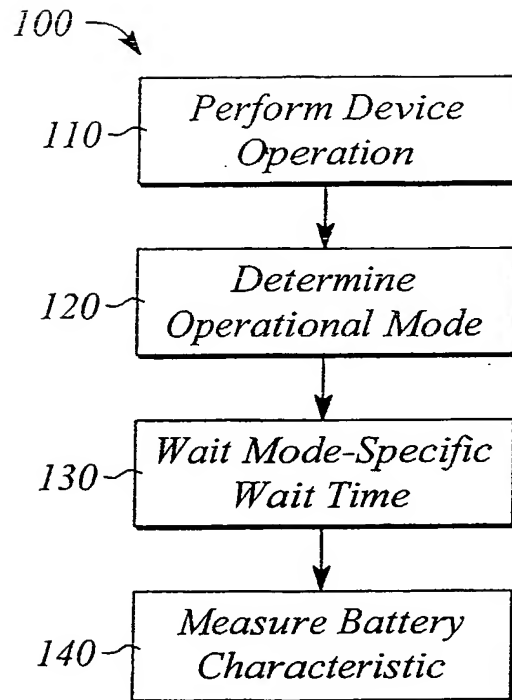 100
110
Perform Device
Operation
120
Determine
Operational Mode
130
Wait Mode-Specific
Wait Time
140
Measure Battery
Characteristic